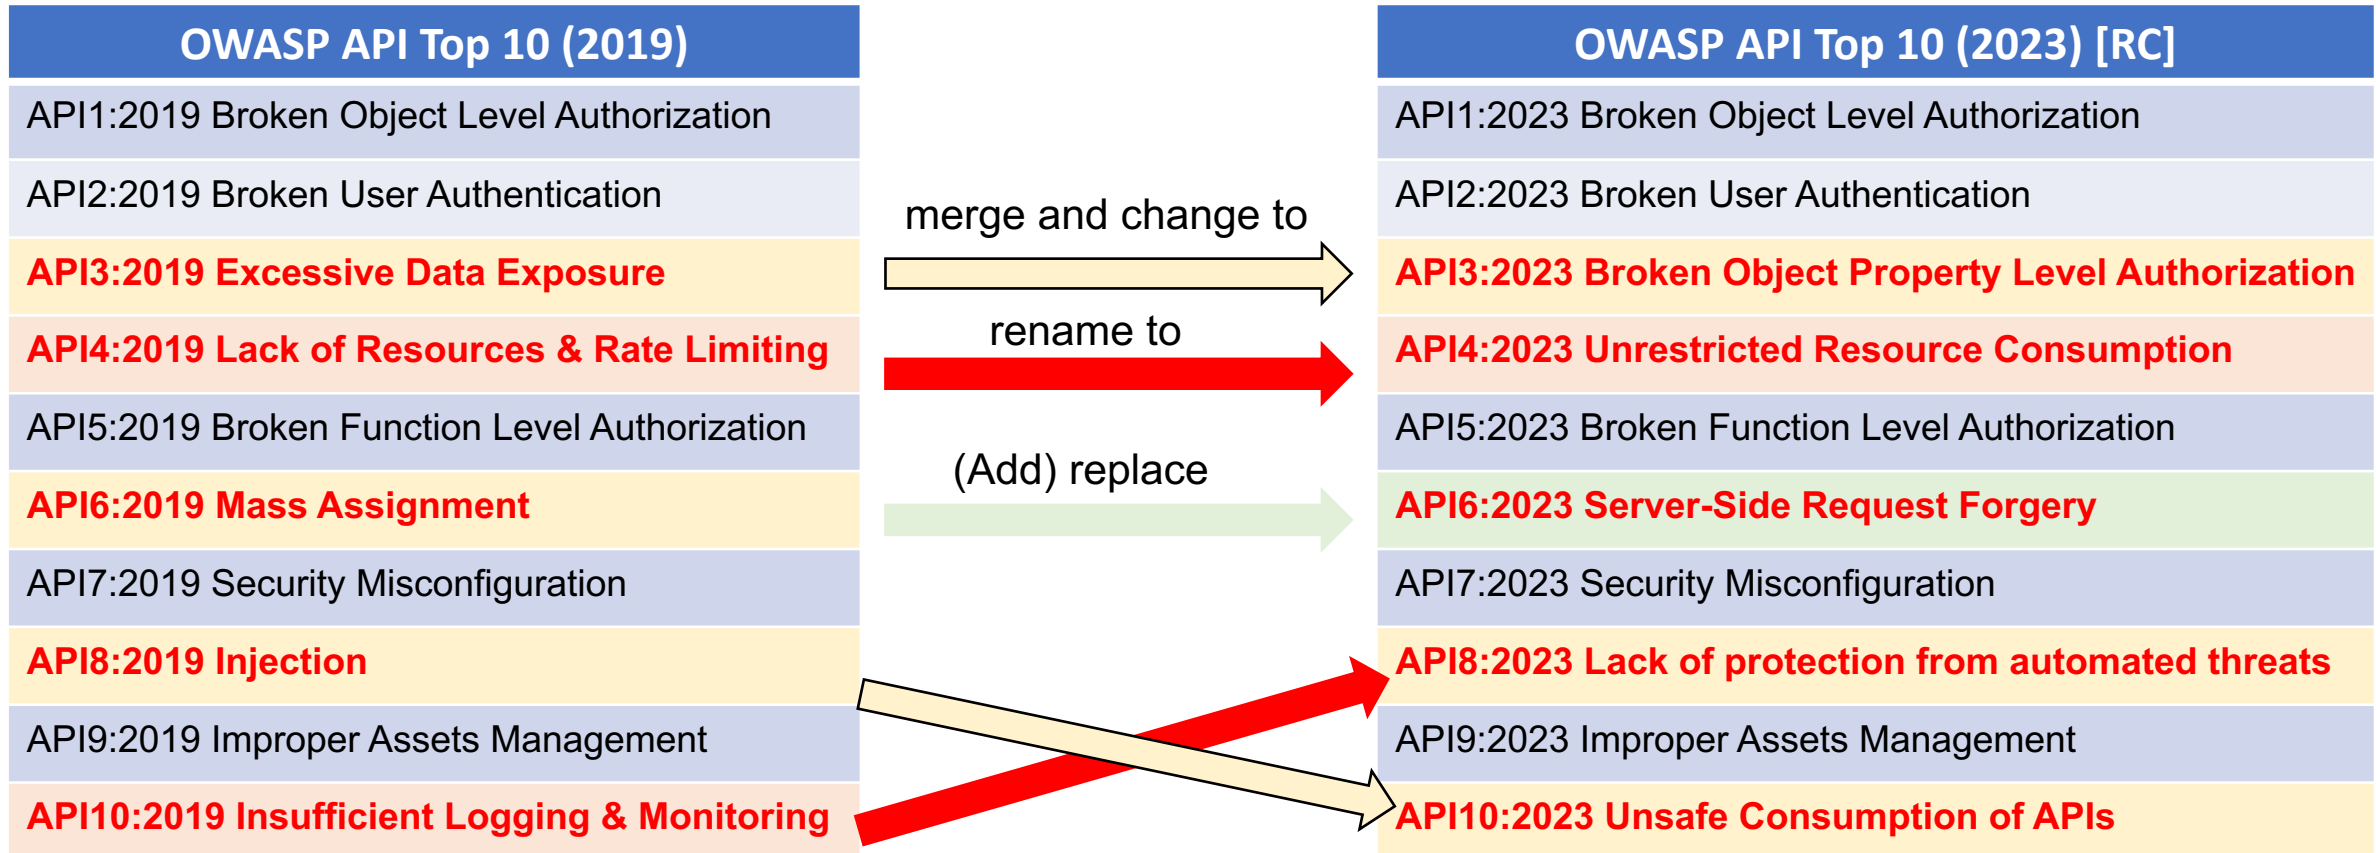 OWASP API Top 10 (2019)
API1:2019 Broken Object Level Authorization
API2:2019 Broken User Authentication
API3:2019 Excessive Data Exposure
API4:2019 Lack of Resources & Rate Limiting
API5:2019 Broken Function Level Authorization
API6:2019 Mass Assignment
API7:2019 Security Misconfiguration
API8:2019 Injection
API9:2019 Improper Assets Management
API10:2019 Insufficient Logging & Monitoring
merge and change to
rename to
(Add) replace
OWASP API Top 10 (2023) [RC]
API1:2023 Broken Object Level Authorization
API2:2023 Broken User Authentication
API3:2023 Broken Object Property Level Authorization
API4:2023 Unrestricted Resource Consumption
API5:2023 Broken Function Level Authorization
API6:2023 Server-Side Request Forgery
API7:2023 Security Misconfiguration
API8:2023 Lack of protection from automated threats
API9:2023 Improper Assets Management
API10:2023 Unsafe Consumption of APIs